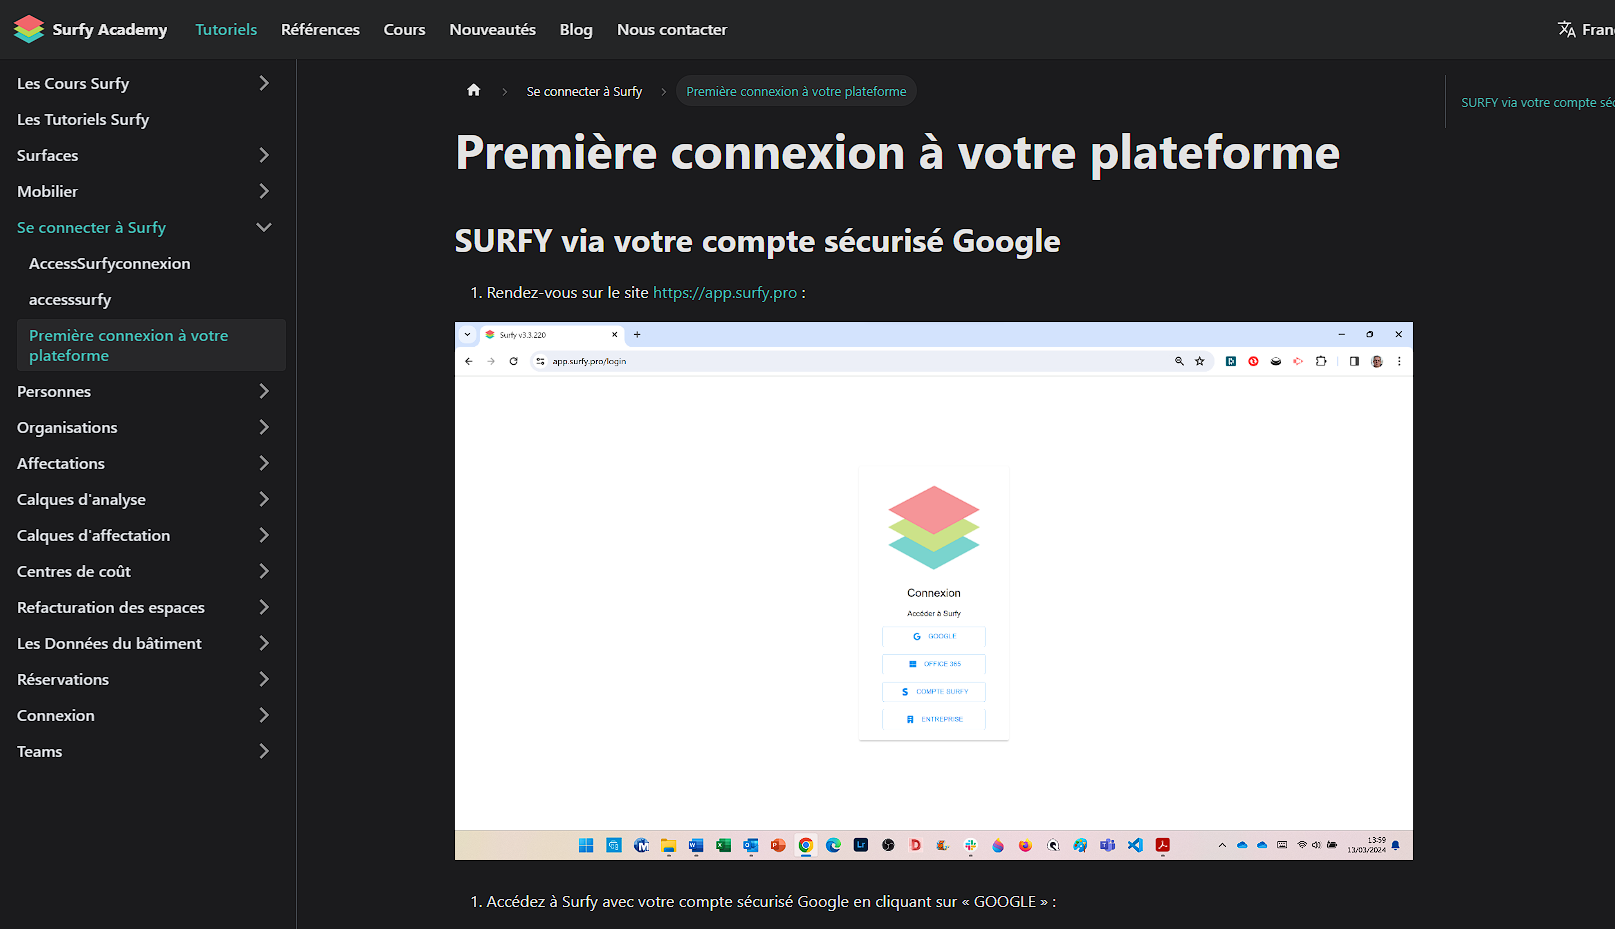 Surfy Academy
Tutoriels
Références
Cours
Nouveautés
Blog
Nous contacter
Fran
Les Cours Surfy
Les Tutoriels Surfy
Surfaces
Mobilier
Se connecter à Surfy
AccessSurfyconnexion
accesssurfy
Première connexion à votre
plateforme
Personnes
Organisations
Affectations
Calques d'analyse
Calques d'affectation
Centres de coût
Refacturation des espaces
Les Données du bâtiment
Réservations
Connexion
Teams
Se connecter à Surfy
Première connexion à votre plateforme
Première connexion à votre plateforme
SURFY via votre compte sécurisé Google
1. Rendez-vous sur le site https://app.surfy.pro :
Surfy v3.3.220
app.surfy.pro/login
Connexion
Accéder à Surfy
GOOGLE
OFFICE 365
COMPTE SURFY
ENTREPRISE
13:59
13/03/2024
1. Accédez à Surfy avec votre compte sécurisé Google en cliquant sur « GOOGLE » :
SURFY via votre compte séc